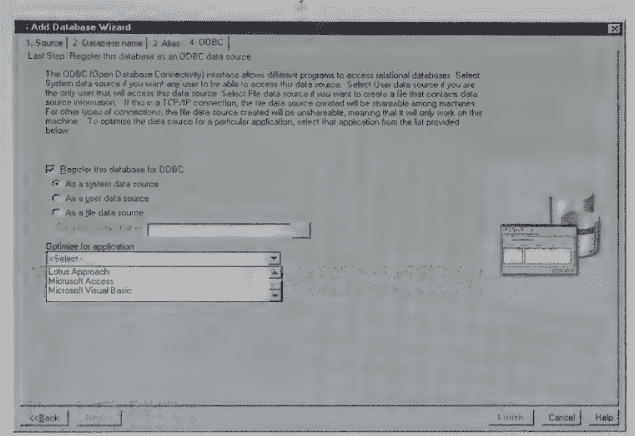 Add Database Wizard
1. Source 2 Database name 3 Alias 4 ODBC
Last Step Register this database as an ODBC data source
The ODBC (Open Database Connectivity) interface allows different programs to access relational databases Select
System data source if you want any user to be able to access this data source Select User data source if you are
the only user that will access this data source Select File data source if you want to create a file that contains data
source information. If this is a TCP/IP connection, the file data source created will be shareable among machines
For other types of connections, the file data source created will be unshareable, meaning that it will only work on this
machine To optimize the data source for a particular application, select that application from the list provided
below
Register this database for ODBC
As a system data source
As a user data source
As a file data source
Optimize for application
<Select>
Lotus Approach
Microsoft Access
Microsoft Visual Basic
<<Back Finish Cancel Help